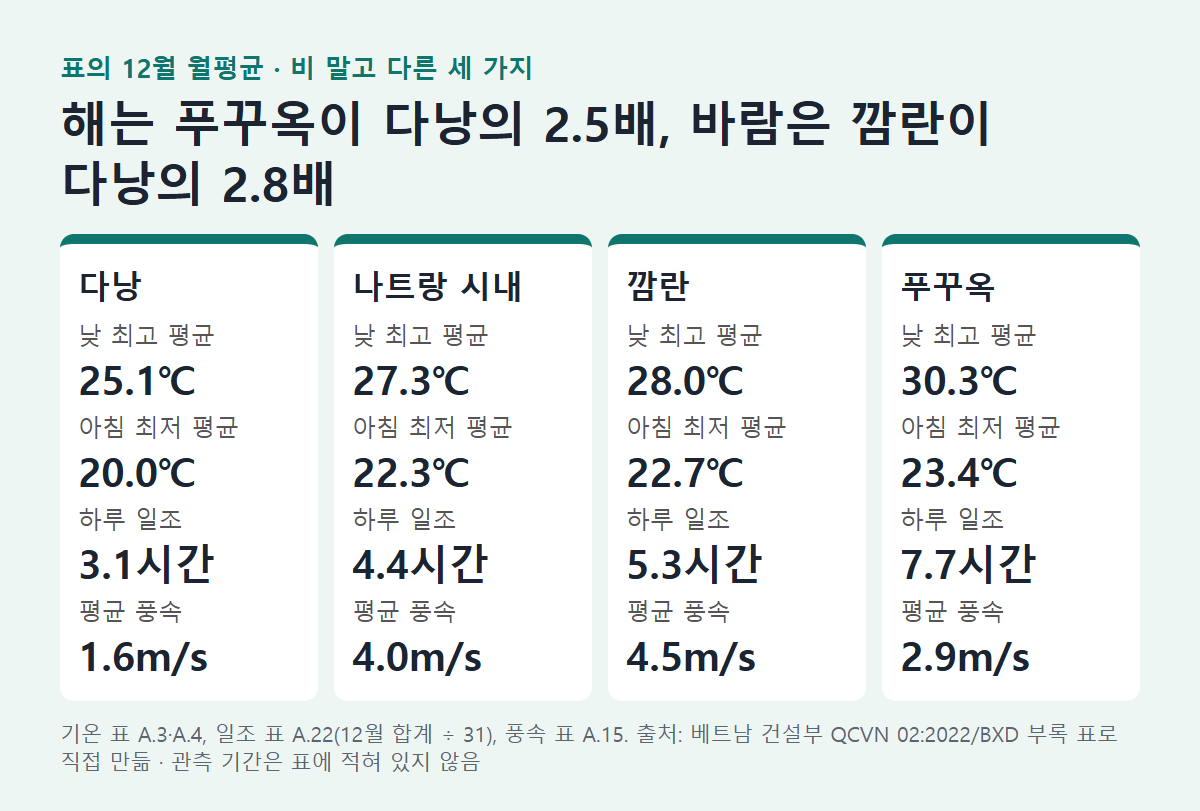 표의 12월 월평균 · 비 말고 다른 세 가지
해는 푸꾸옥이 다낭의 2.5배, 바람은 깜란이
다낭의 2.8배
다낭
낮 최고 평균
25.1℃
아침 최저 평균
20.0℃
하루 일조
3.1시간
평균 풍속
1.6m/s
나트랑 시내
낮 최고 평균
27.3℃
아침 최저 평균
22.3℃
하루 일조
4.4시간
평균 풍속
4.0m/s
깜란
낮 최고 평균
28.0℃
아침 최저 평균
22.7℃
하루 일조
5.3시간
평균 풍속
4.5m/s
푸꾸옥
낮 최고 평균
30.3℃
아침 최저 평균
23.4℃
하루 일조
7.7시간
평균 풍속
2.9m/s
기온 표 A.3·A.4, 일조 표 A.22(12월 합계 ÷ 31), 풍속 표 A.15. 출처: 베트남 건설부 QCVN 02:2022/BXD 부록 표로
직접 만듦 · 관측 기간은 표에 적혀 있지 않음